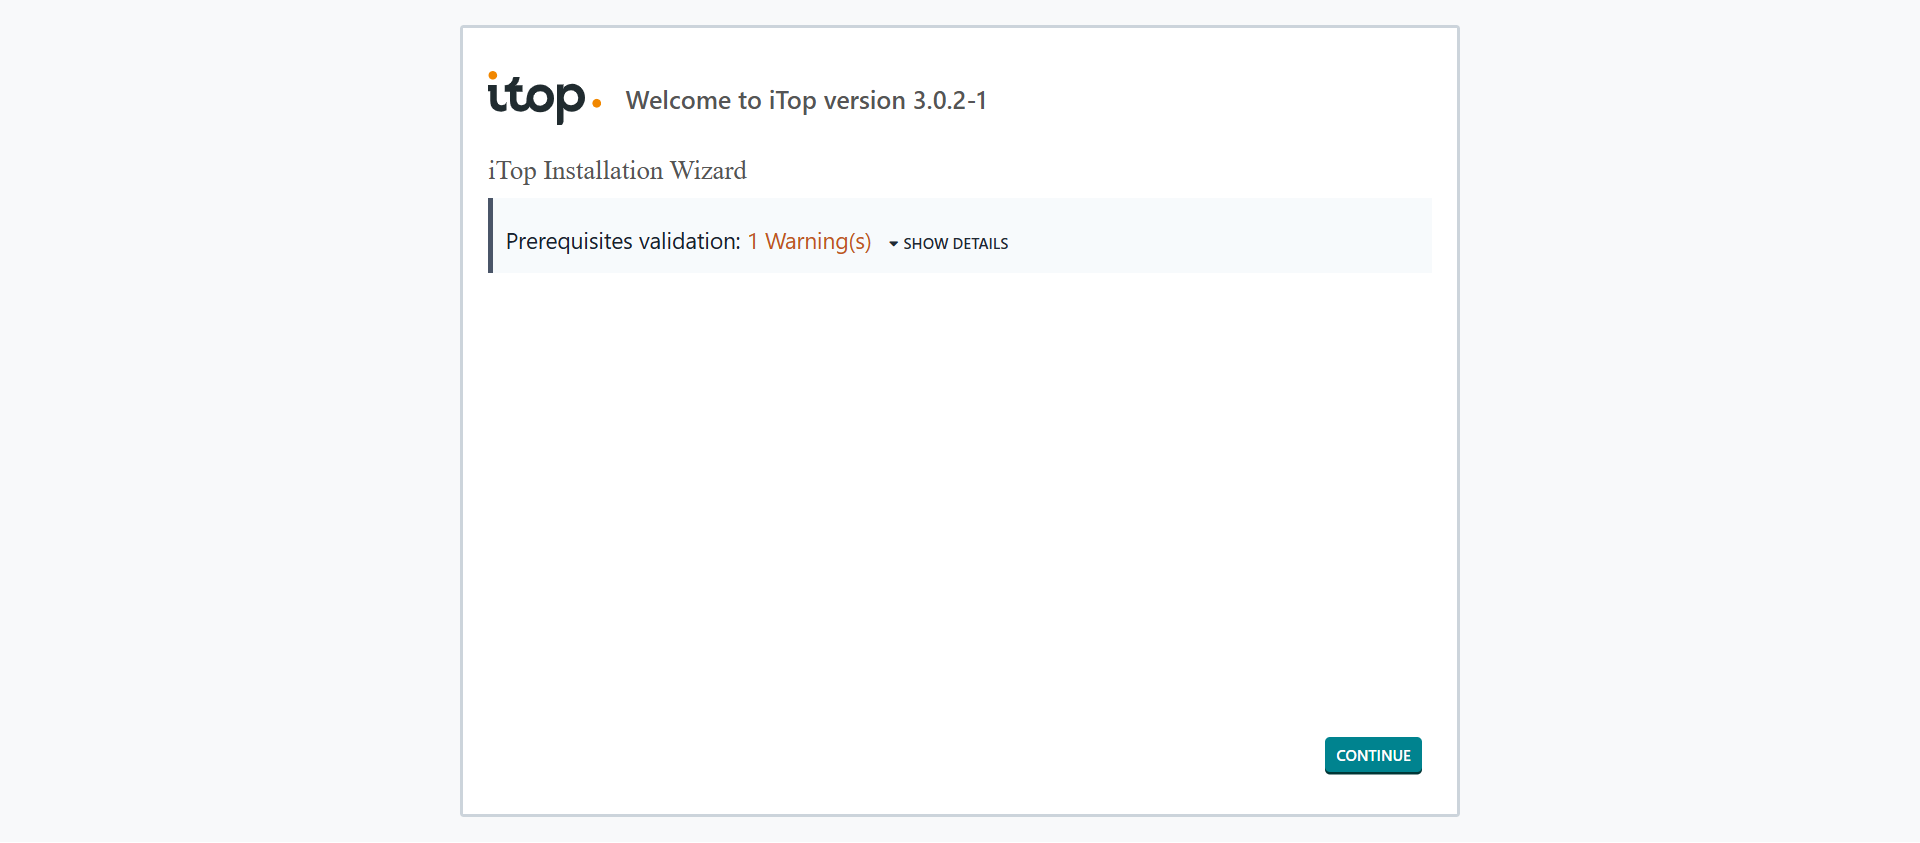 itop
Welcome to iTop version 3.0.2-1
iTop Installation Wizard
Prerequisites validation: 1 Warning(s) SHOW DETAILS
CONTINUE